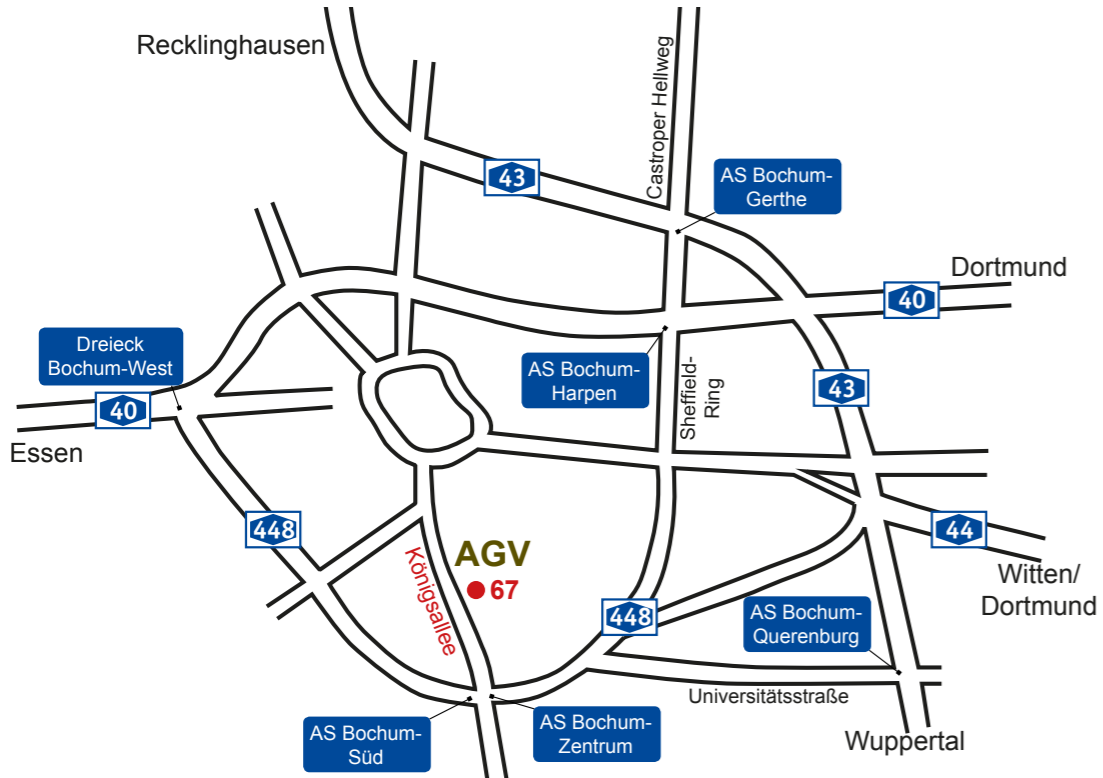 Recklinghausen
Castroper Hellweg
43
AS Bochum-
Gerthe
Dortmund
40
Dreieck
Bochum-West
AS Bochum-
Harpen
Sheffield-
Ring
43
40
Essen
448
AGV
67
Königsallee
44
Witten/
Dortmund
448
AS Bochum-
Querenburg
Universitätsstraße
AS Bochum-
Süd
AS Bochum-
Zentrum
Wuppertal